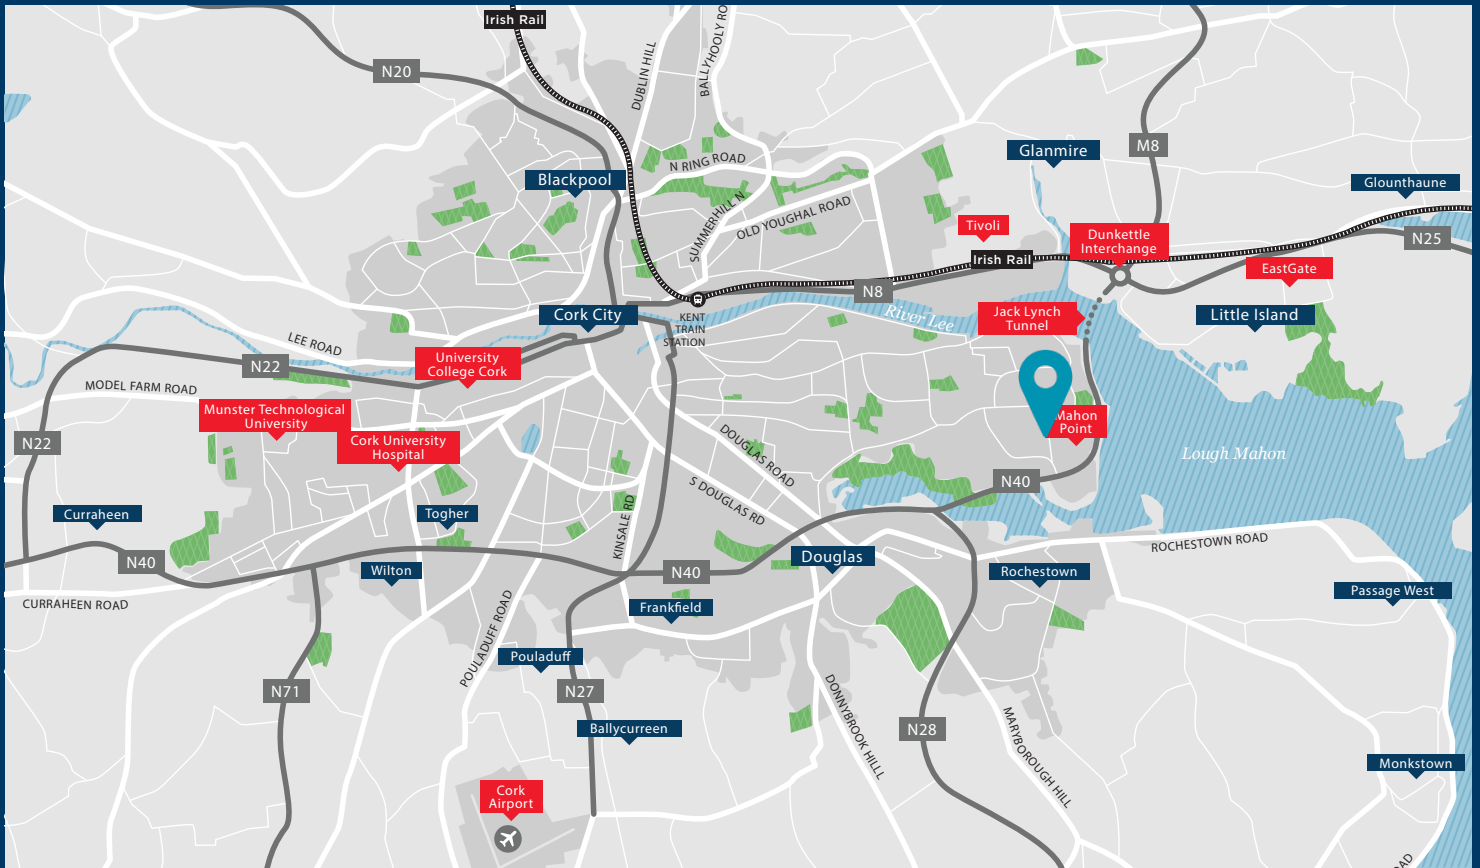 Irish Rail
N20
DUBLIN HILL
BALLYHOOLY RO
N RING ROAD
Blackpool
SUMMERHILL N
OLD YOUGHAL ROAD
Glanmire
M8
Glounthaune
Tivoli
Dunkettle
Interchange
Irish Rail
N25
EastGate
N8
Cork City
KENT
TRAIN
STATION
River Lee
Jack Lynch
Tunnel
Little Island
LEE ROAD
N22
University
College Cork
MODEL FARM ROAD
Munster Technological
University
Cork University
Hospital
N22
Mahon
Point
DOUGLAS ROAD
S DOUGLAS RD
Lough Mahon
N40
Curraheen
Togher
KINSALE RD
N40
Wilton
N40
Douglas
ROCHESTOWN ROAD
Rochestown
Passage West
CURRAHEEN ROAD
Frankfield
POULADUFF ROAD
Pouladuff
N71
N27
DONNYBROOK HILLL
N28
MARYBOROUGH HILL
Ballycurreen
Monkstown
Cork
Airport
OAD